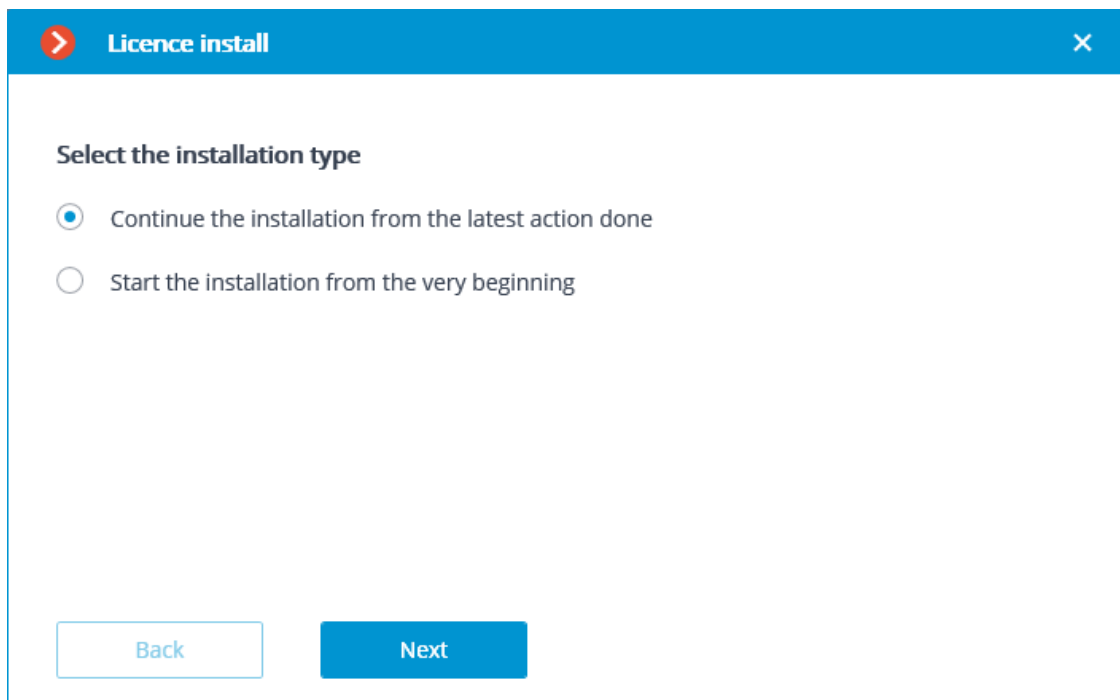 Licence install
Select the installation type
Continue the installation from the latest action done
Start the installation from the very beginning
Back
Next